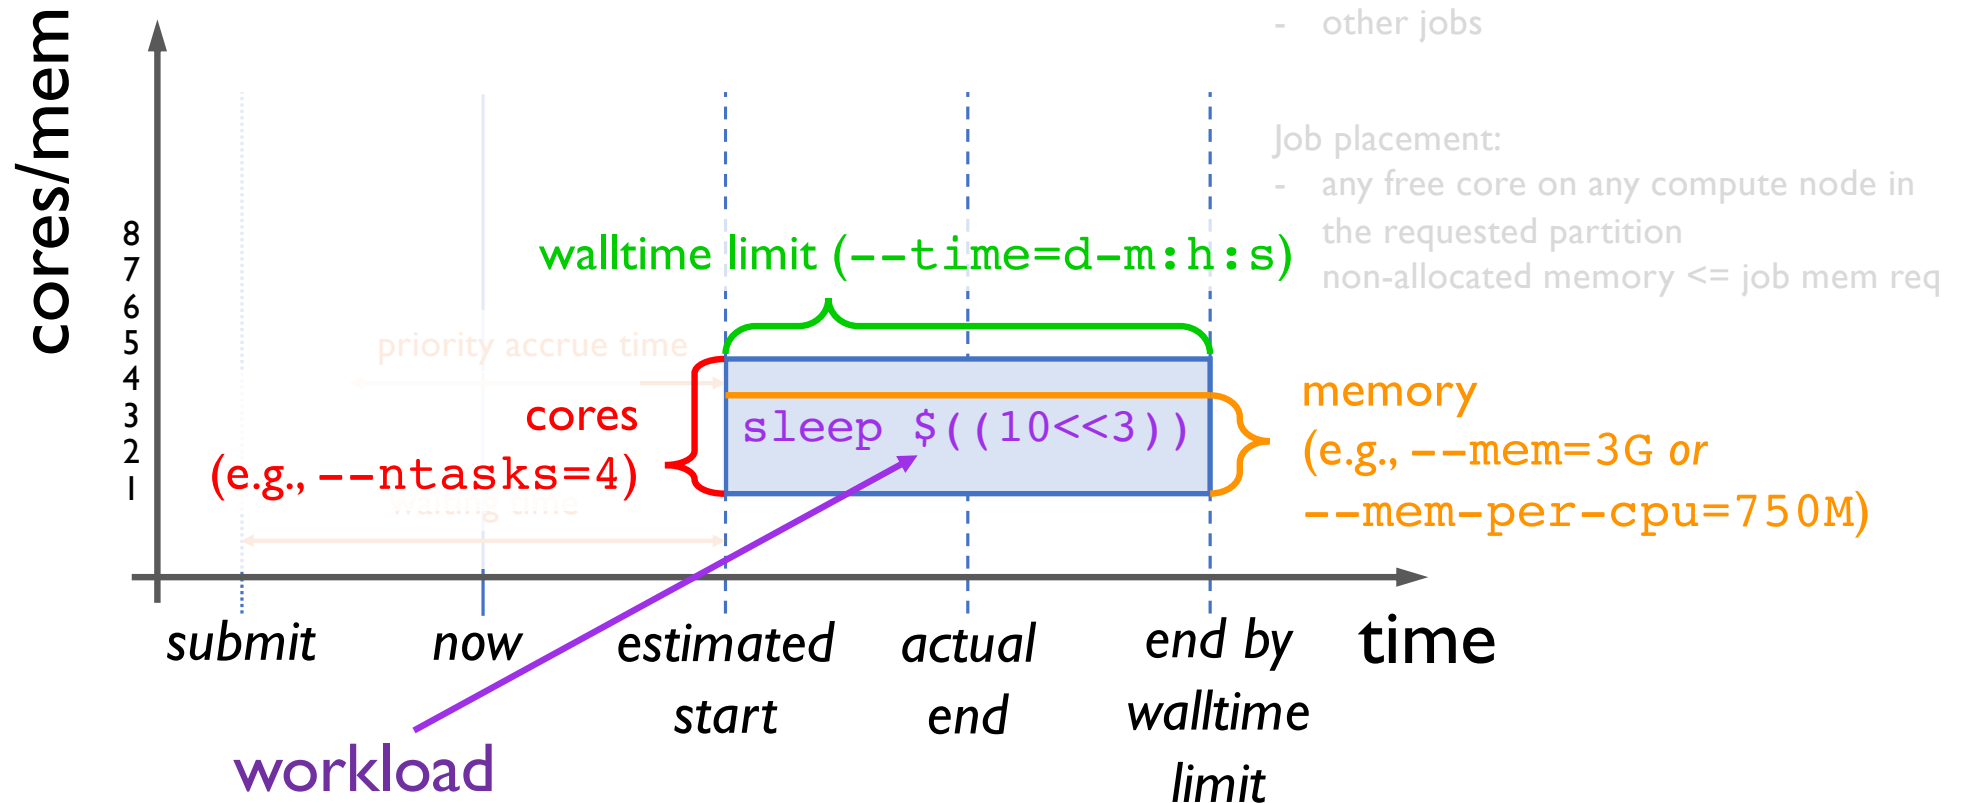 cores/mem
- other jobs
Job placement:
- any free core on any compute node in
the requested partition
non-allocated memory <= job mem req
8
7
6
5
4
3
2
1
walltime limit (--time=d-m:h:s)
priority accrue time
cores
(e.g., --ntasks=4)
waiting time
sleep $((10<<3))
memory
(e.g., --mem=3G or
--mem-per-cpu=750M)
submit
now
estimated
start
actual
end
end by
walltime
limit
time
workload